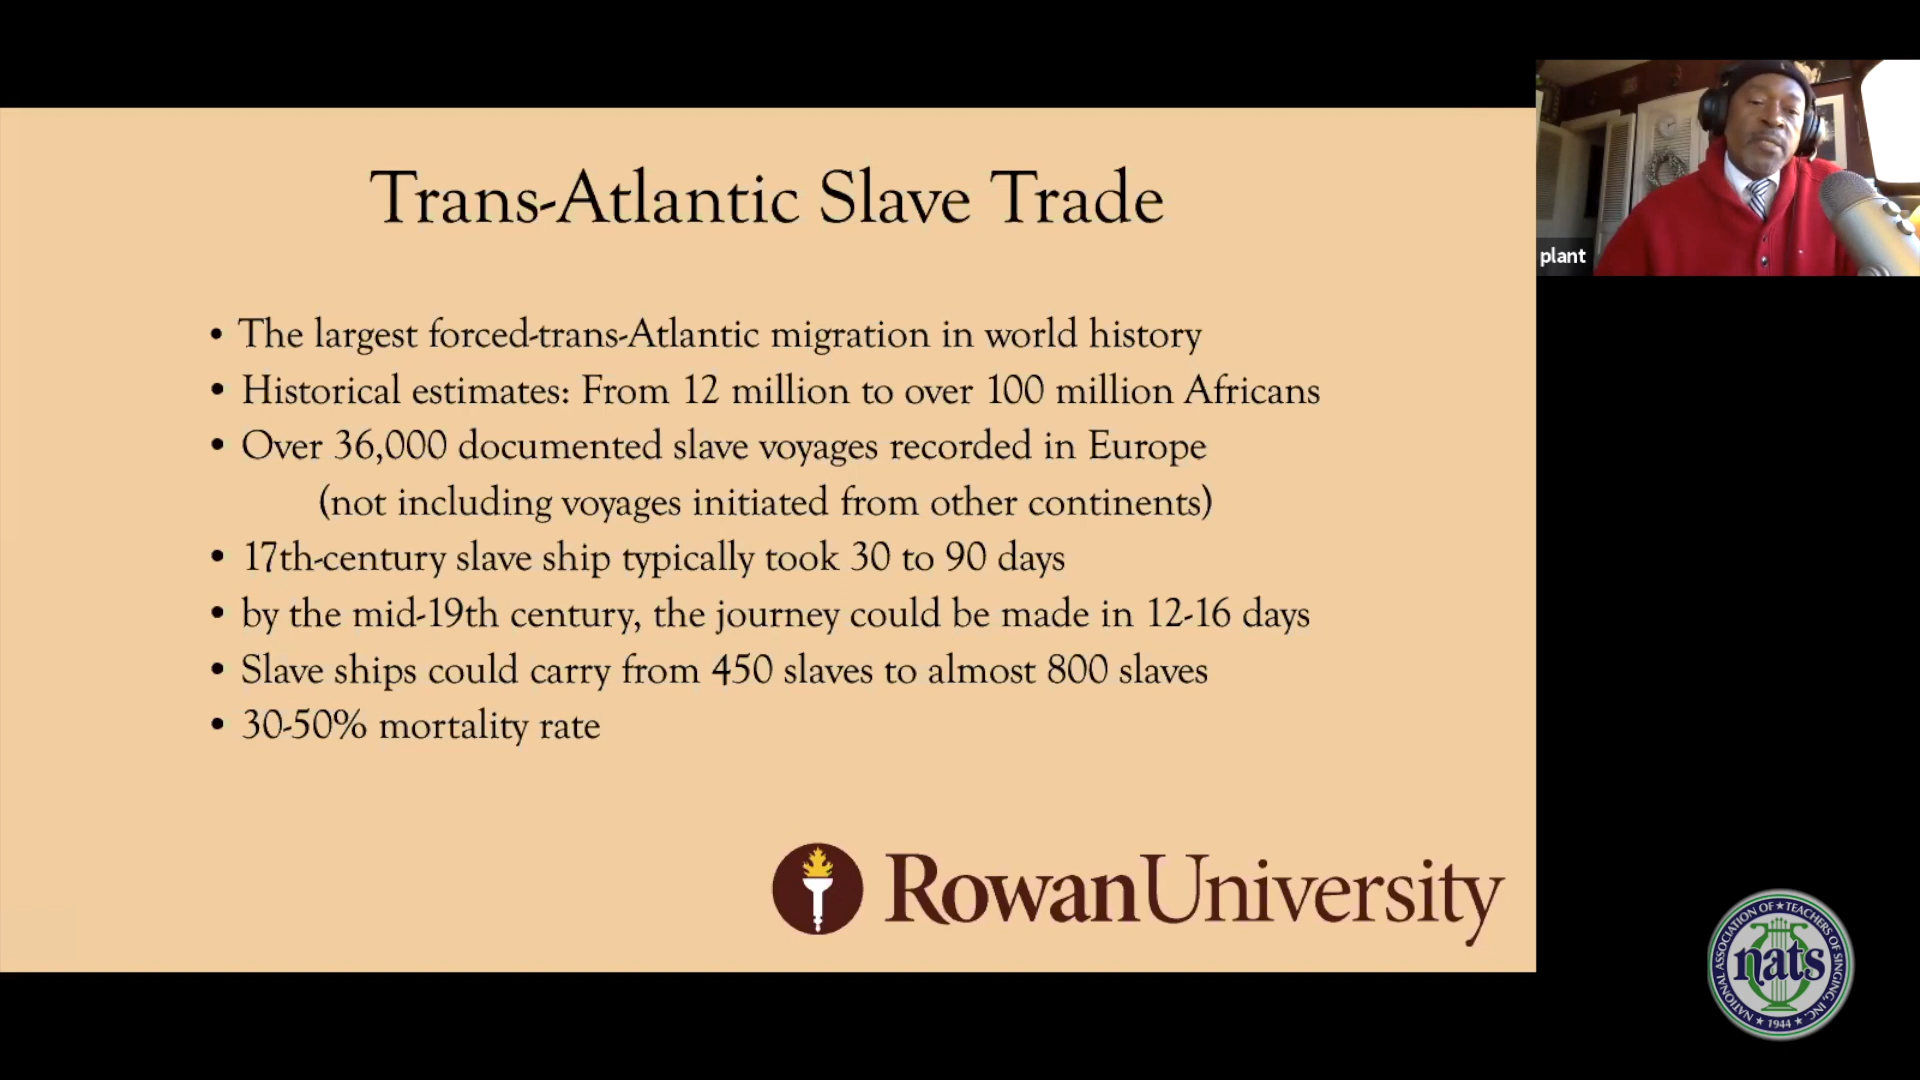 Trans-Atlantic Slave Trade
• The largest forced-trans-Atlantic migration in world history
• Historical estimates: From 12 million to over 100 million Africans
• Over 36,000 documented slave voyages recorded in Europe
(not including voyages initiated from other continents)
• 17th-century slave ship typically took 30 to 90 days
• by the mid-19th century, the journey could be made in 12-16 days
• Slave ships could carry from 450 slaves to almost 800 slaves
• 30-50% mortality rate
RowanUniversity
plant
NATIONAL ASSOCIATION OF ★ TEACHERS OF SINGING, INC.
nats
★ 1944 ★